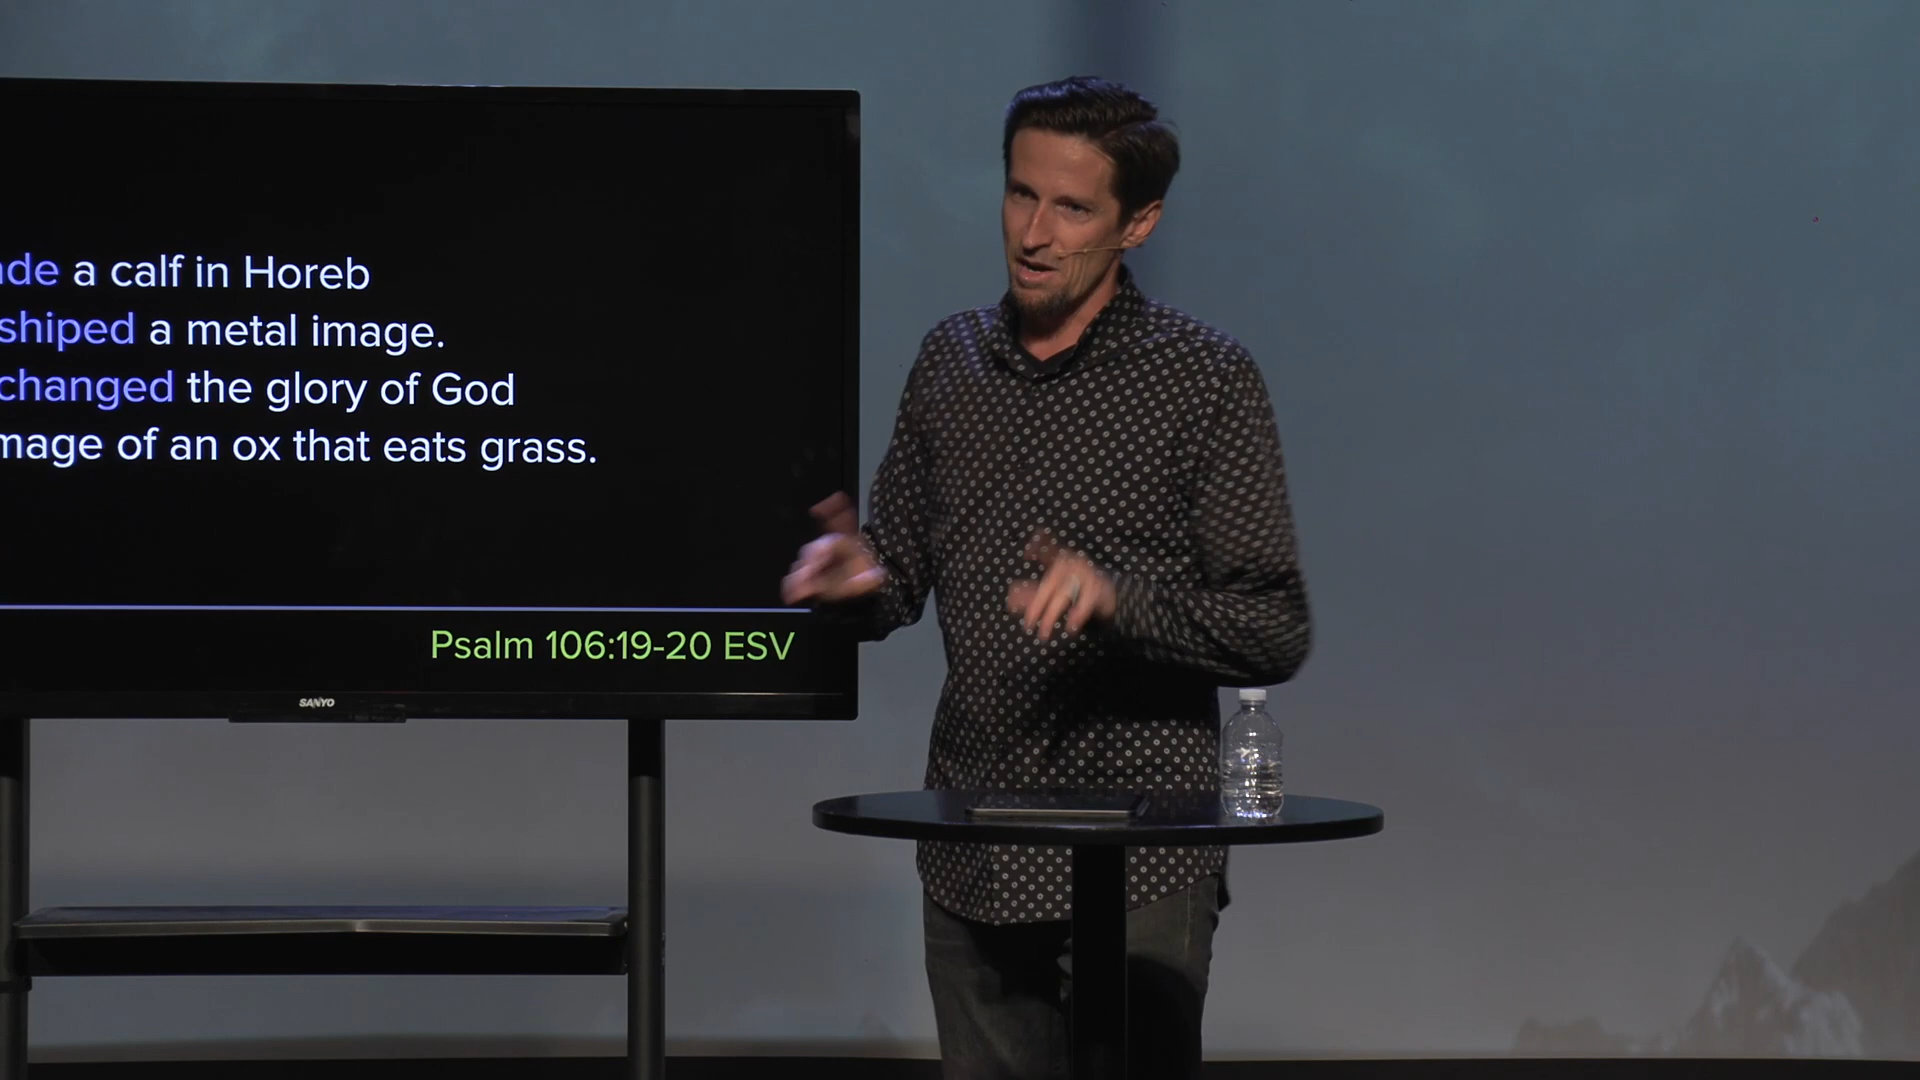 ade a calf in Horeb
shiped a metal image.
changed the glory of God
mage of an ox that eats grass.
Psalm 106:19-20 ESV
SANYO